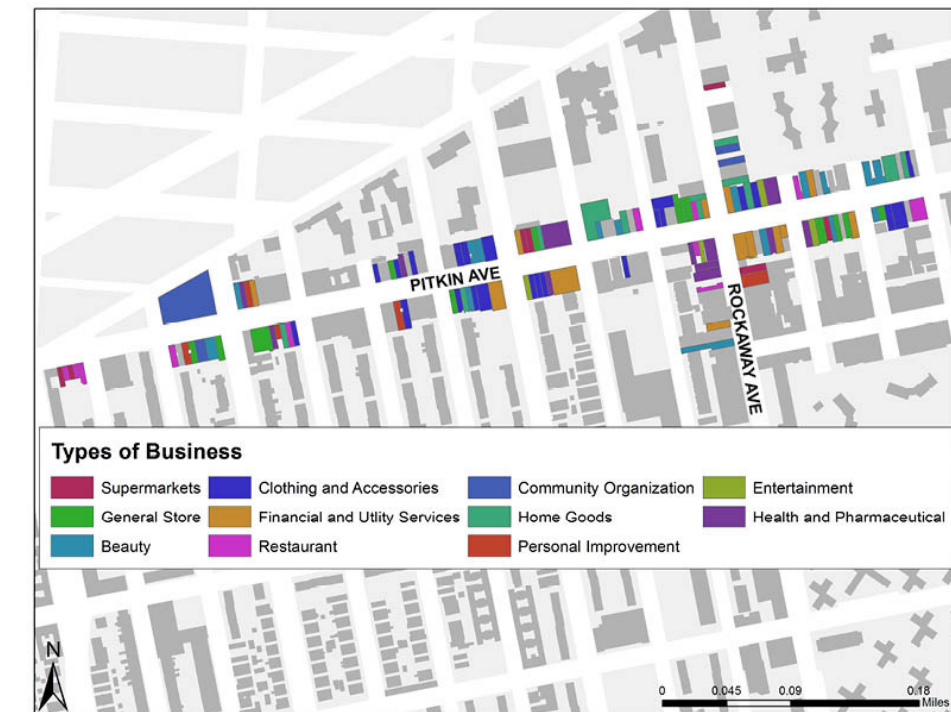 PITKIN AVE
ROCKAWAY AVE
Types of Business
Supermarkets
Clothing and Accessories
Community Organization
Entertainment
General Store
Financial and Utlity Services
Home Goods
Health and Pharmaceutical
Beauty
Restaurant
Personal Improvement
N
0 0.045 0.09 0.18
Miles